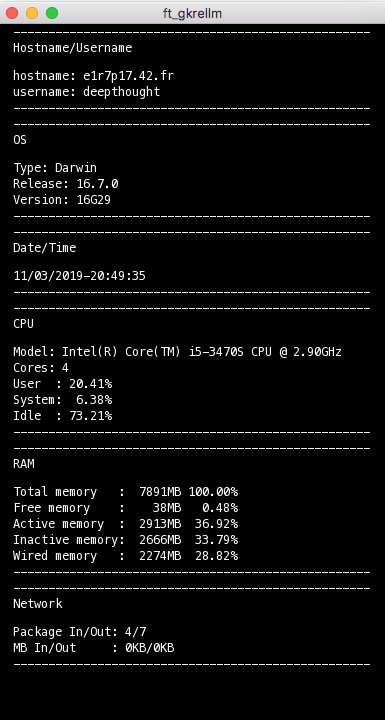 ft_gkrellm
Hostname/Username
hostname: e1r7p17.42.fr
username: deepthought
OS
Type: Darwin
Release: 16.7.0
Version: 16G29
Date/Time
11/03/2019-20:49:35
CPU
Model: Intel(R) Core(TM) i5-3470S CPU @ 2.90GHz
Cores: 4
User  : 20.41%
System:  6.38%
Idle  : 73.21%
RAM
Total memory   :  7891MB 100.00%
Free memory    :    38MB   0.48%
Active memory  :  2913MB  36.92%
Inactive memory:  2666MB  33.79%
Wired memory   :  2274MB  28.82%
Network
Package In/Out: 4/7
MB In/Out     : 0KB/0KB